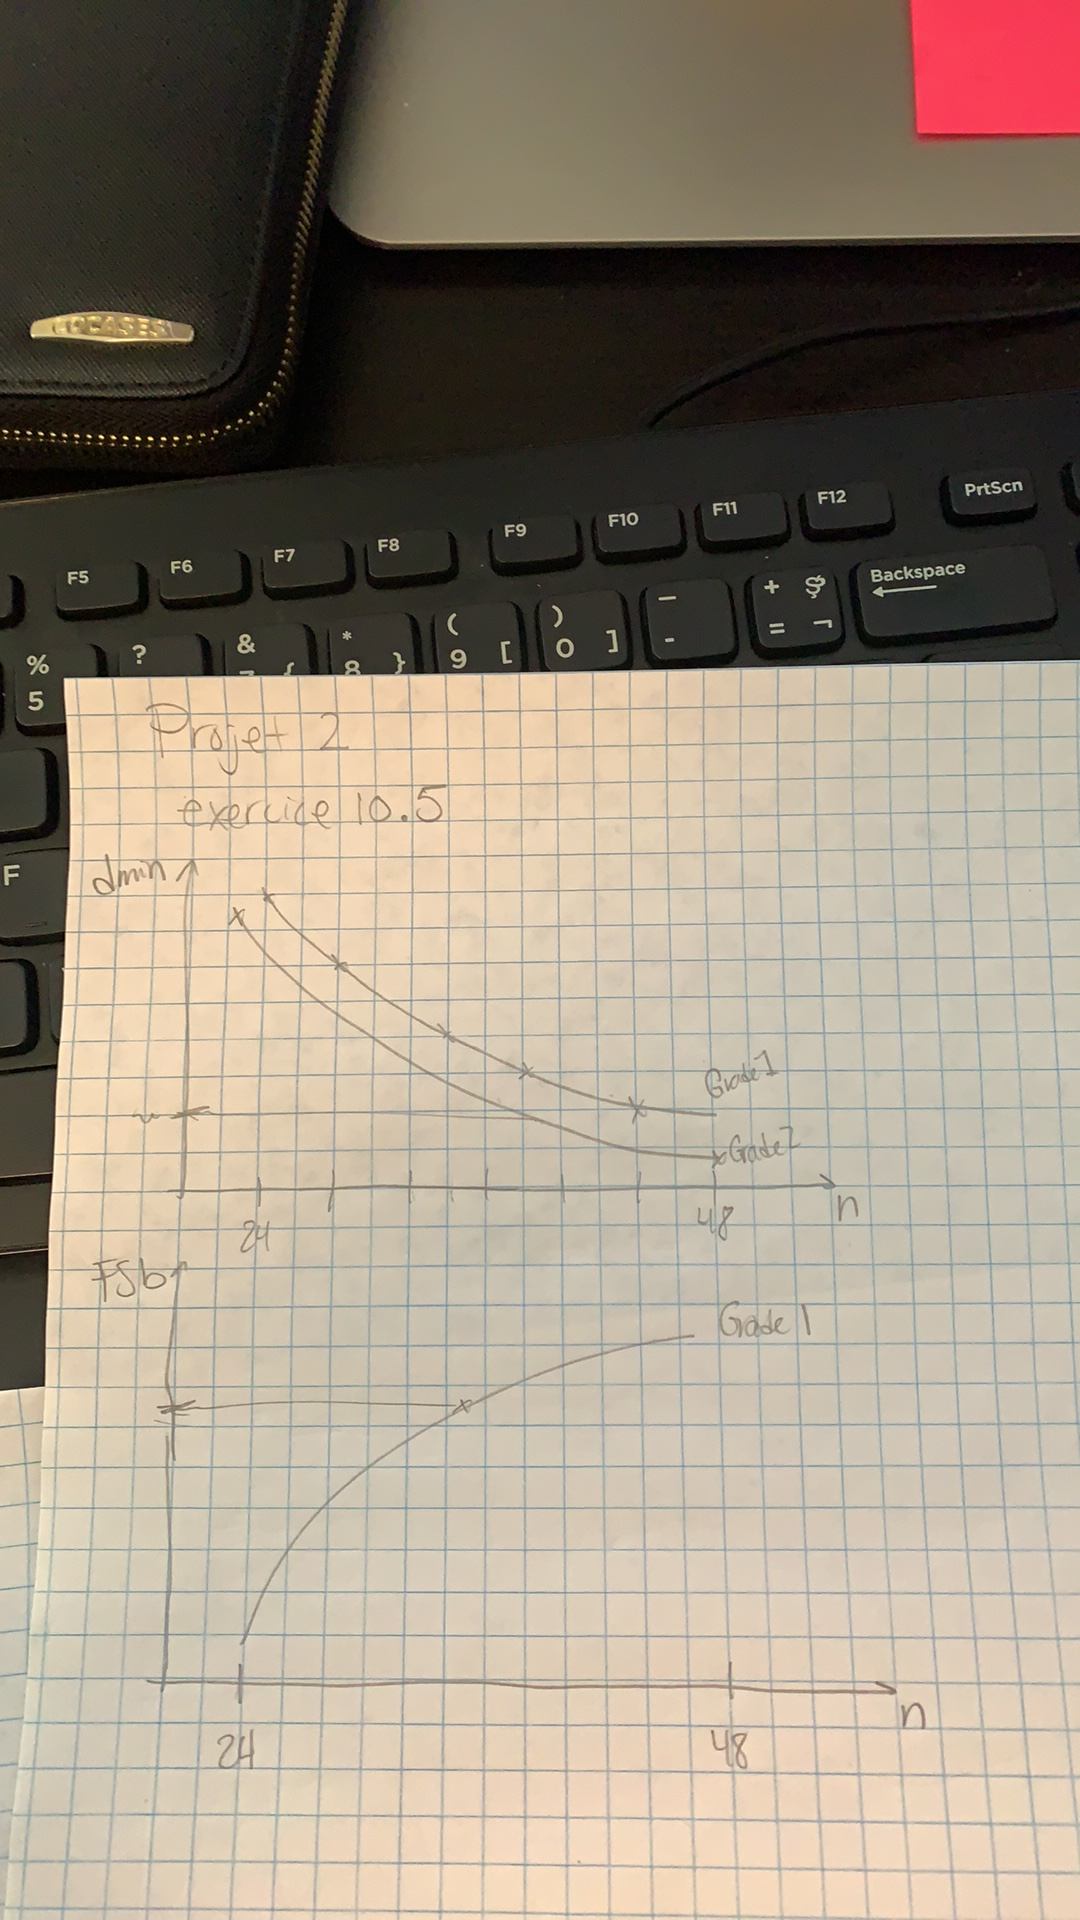 COCASES
PrtScn
F12
F11
F10
F9
F8
F7
F6
F5
Backspace
+
=
-
)
0 ]
(
9 [
*
8 }
&
{
?
%
5
F
Projet 2
exercice 10.5
dmin
Grade 1
Grade 2
24
48
n
FSb
Grade 1
24
48
n